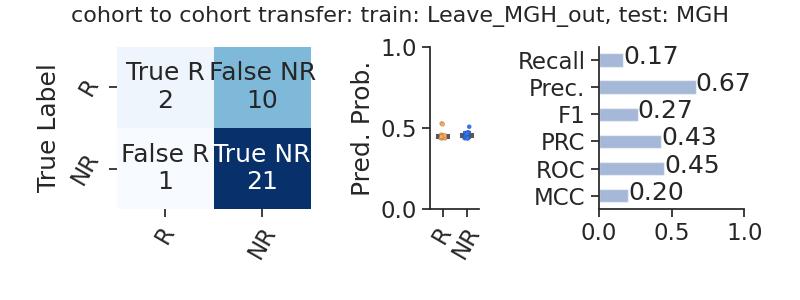 cohort to cohort transfer: train: Leave_MGH_out, test: MGH
True Label
R
NR
True R
2
False NR
10
False R
1
True NR
21
R
NR
Pred. Prob.
1.0
0.5
0.0
R
NR
Recall
0.17
Prec.
0.67
F1
0.27
PRC
0.43
ROC
0.45
MCC
0.20
0.0
0.5
1.0